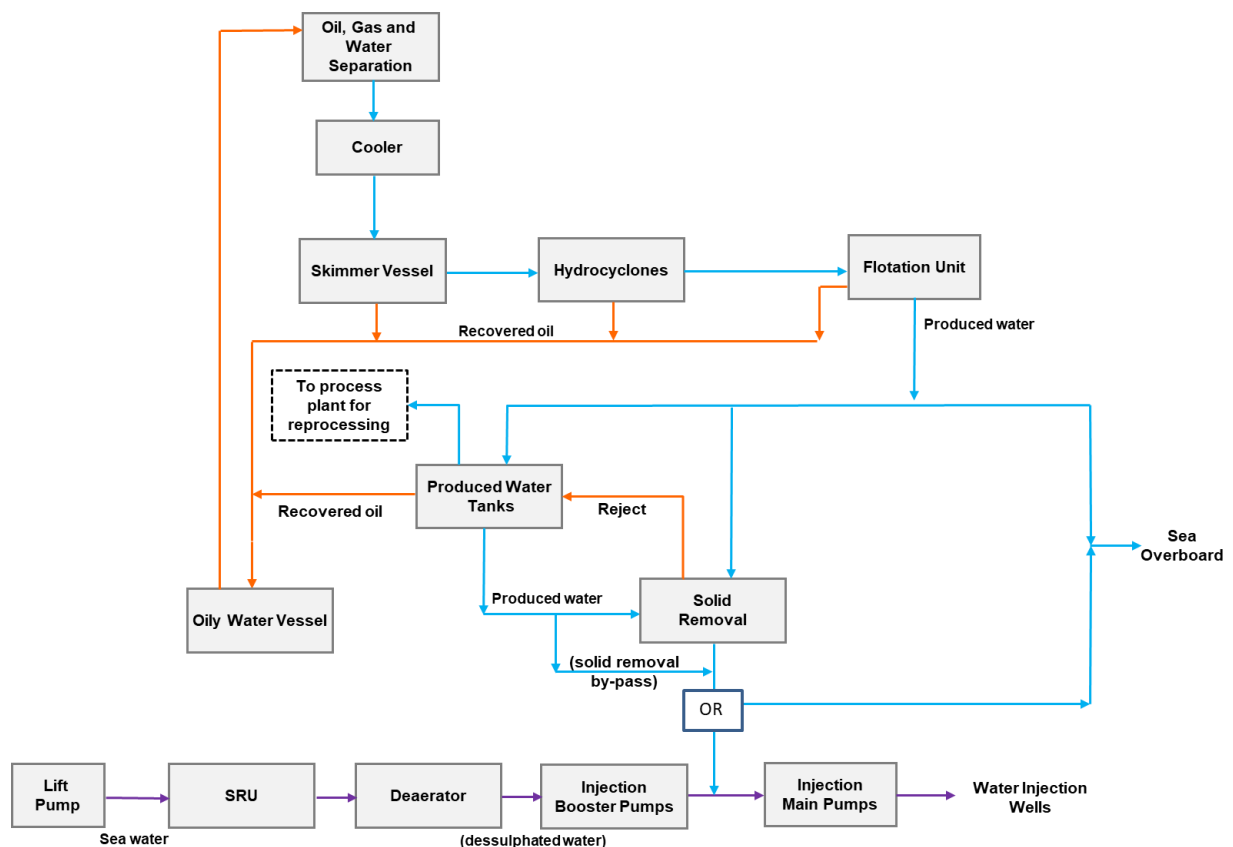 Oil, Gas and
Water
Separation
Cooler
Skimmer Vessel
Hydrocyclones
Flotation Unit
Recovered oil
Produced water
To process
plant for
reprocessing
Produced Water
Tanks
Recovered oil
Reject
Sea
Overboard
Oily Water Vessel
Produced water
Solid
Removal
(solid removal
by-pass)
OR
Lift
Pump
SRU
Deaerator
Injection
Booster Pumps
Injection
Main Pumps
Water Injection
Wells
Sea water
(dessulphated water)